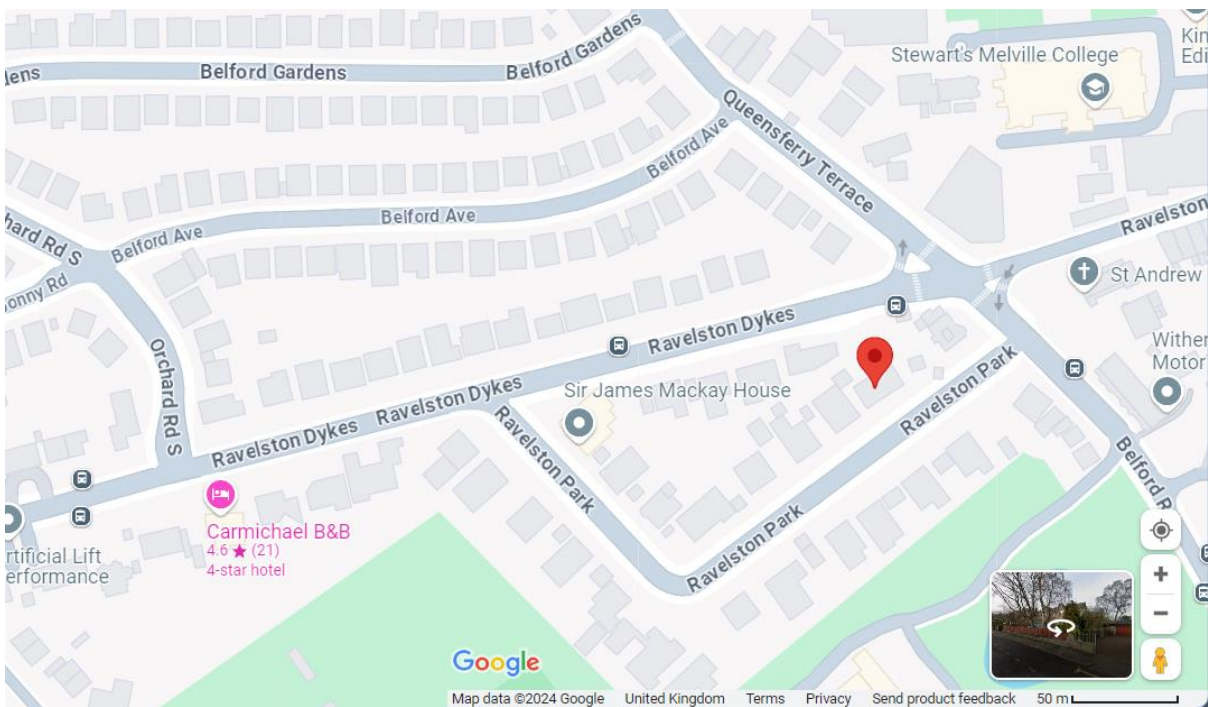 Belford Gardens
Belford Gardens
lens
Stewart's Melville College
Kin
Edi
Queensferry Terrace
Belford Ave
Belford Ave
Belford Ave
hard Rd S
onny Rd
Ravelston
St Andrew
Orchard Rd S
Ravelston Dykes
Wither
Motor
Sir James Mackay House
Ravelston Park
Ravelston Dykes
Ravelston Dykes
Ravelston Park
Belford R
Carmichael B&B
4.6 ★ (21)
4-star hotel
rtificial Lift
erformance
Ravelston Park
Google
Map data ©2024 Google United Kingdom Terms Privacy Send product feedback 50 m